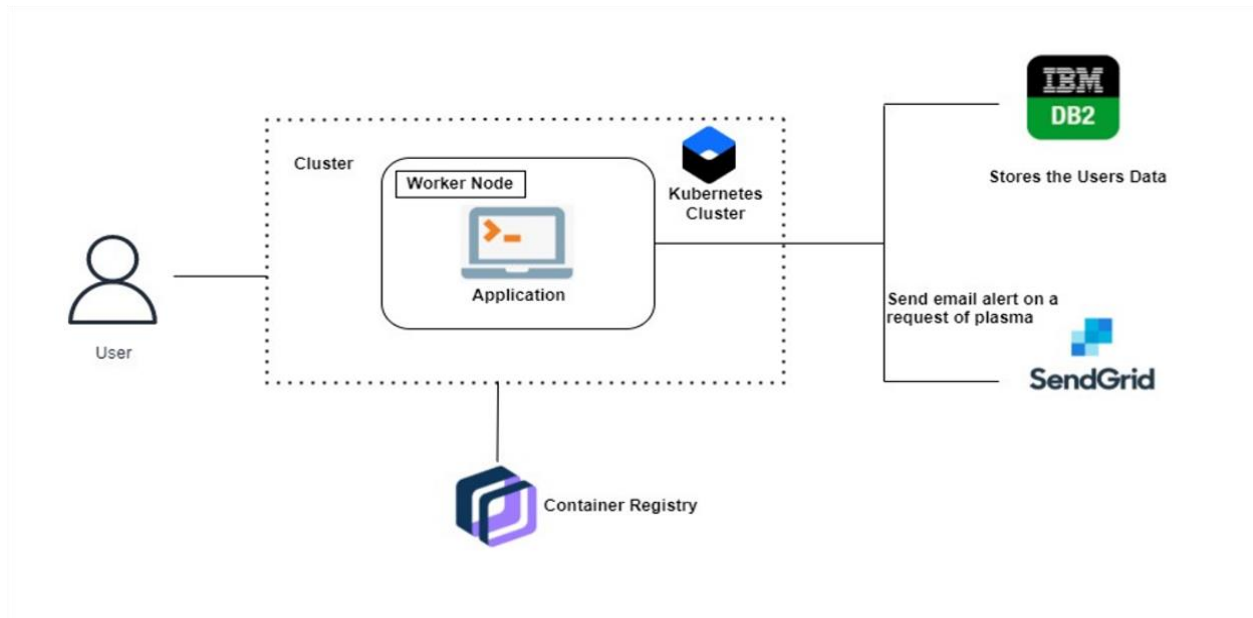 IBM
DB2
Stores the Users Data
Cluster
Worker Node
Kubernetes
Cluster
Application
User
Send email alert on a
request of plasma
SendGrid
Container Registry